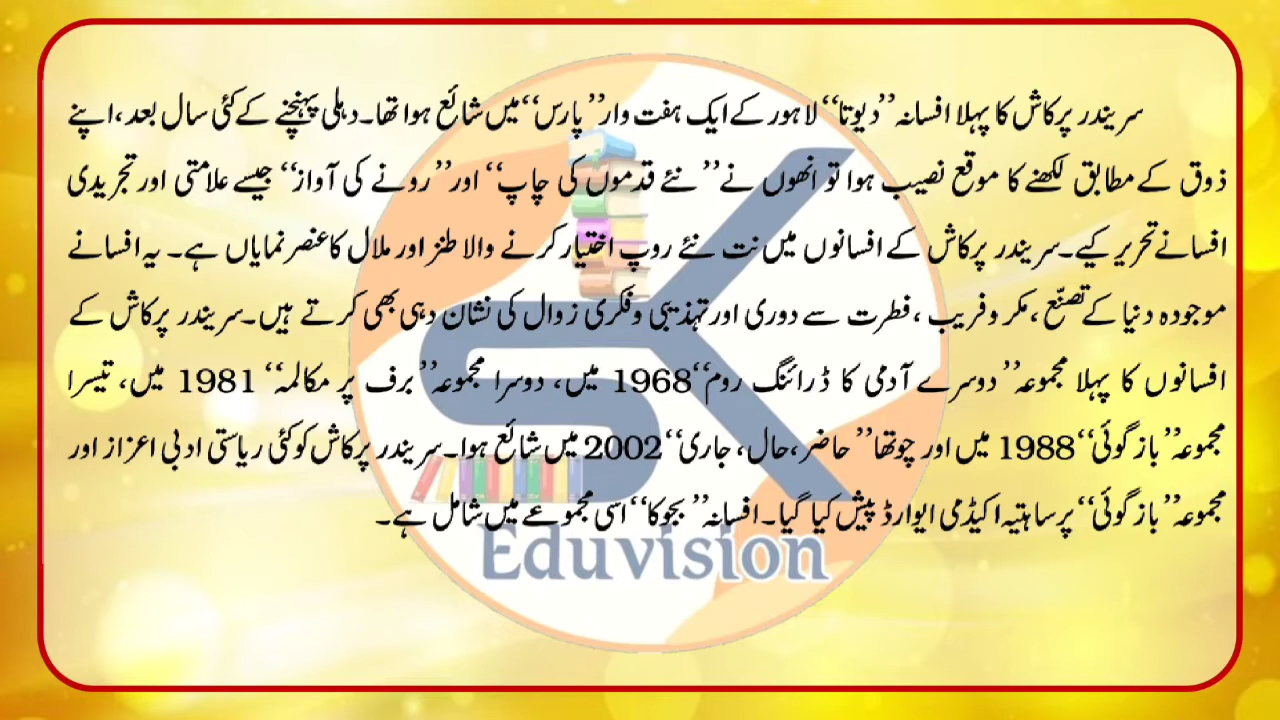 سریندر پرکاش کا پہلا افسانہ ’’دیوتا‘‘ لاہور کے ایک ہفت وار ’’پارس‘‘ میں شائع ہوا تھا۔ دہلی پہنچنے کے کئی سال بعد، اپنے
ذوق کے مطابق لکھنے کا موقع نصیب ہوا تو انھوں نے ’’نئے قدموں کی چاپ‘‘ اور ’’رونے کی آواز‘‘ جیسے علامتی اور تجریدی
افسانے تحریر کیے۔ سریندر پرکاش کے افسانوں میں نت نئے روپ اختیار کرنے والا طنز اور ملال کا عنصر نمایاں ہے۔ یہ افسانے
موجودہ دنیا کے تصنّع، مکر و فریب، فطرت سے دوری اور تہذیبی و فکری زوال کی نشان دہی بھی کرتے ہیں۔ سریندر پرکاش کے
افسانوں کا پہلا مجموعہ ’’دوسرے آدمی کا ڈرائنگ روم‘‘ 1968 میں، دوسرا مجموعہ ’’برف پر مکالمہ‘‘ 1981 میں، تیسرا
مجموعہ ’’بازگوئی‘‘ 1988 میں اور چوتھا ’’حاضر، حال، جاری‘‘ 2002 میں شائع ہوا۔ سریندر پرکاش کو کئی ریاستی ادبی اعزاز اور
مجموعہ ’’بازگوئی‘‘ پر ساہتیہ اکیڈمی ایوارڈ پیش کیا گیا۔ افسانہ ’’بجوکا‘‘ اسی مجموعے میں شامل ہے۔
SK
Eduvision